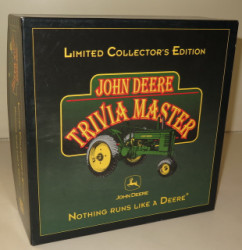 LIMITED COLLECTOR'S EDITION
JOHN DEERE
TRIVIA MASTER
JOHN DEERE
NOTHING RUNS LIKE A DEERE®